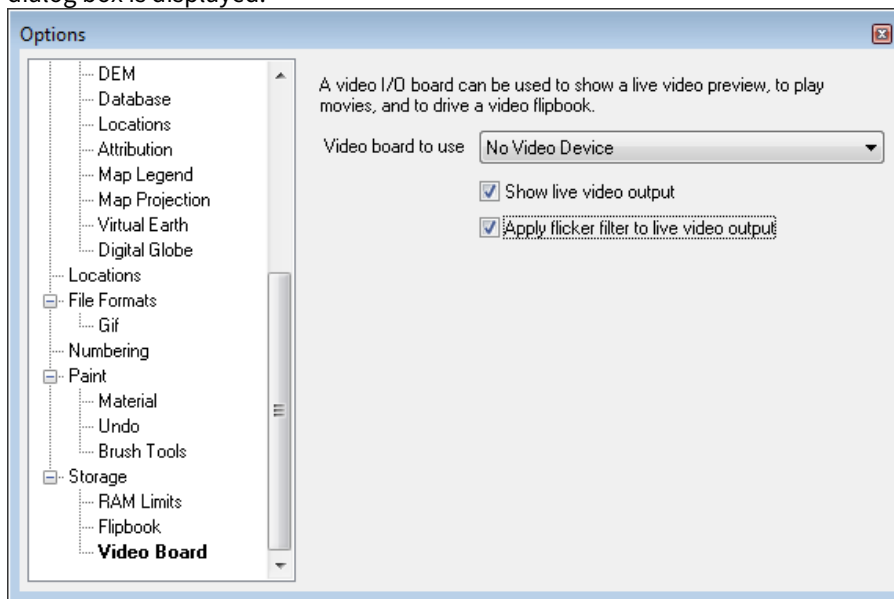 dialog box is displayed.
Options
DEM
Database
Locations
Attribution
Map Legend
Map Projection
Virtual Earth
Digital Globe
Locations
File Formats
Gif
Numbering
Paint
Material
Undo
Brush Tools
Storage
RAM Limits
Flipbook
Video Board
A video I/O board can be used to show a live video preview, to play
movies, and to drive a video flipbook.
Video board to use No Video Device
Show live video output
Apply flicker filter to live video output